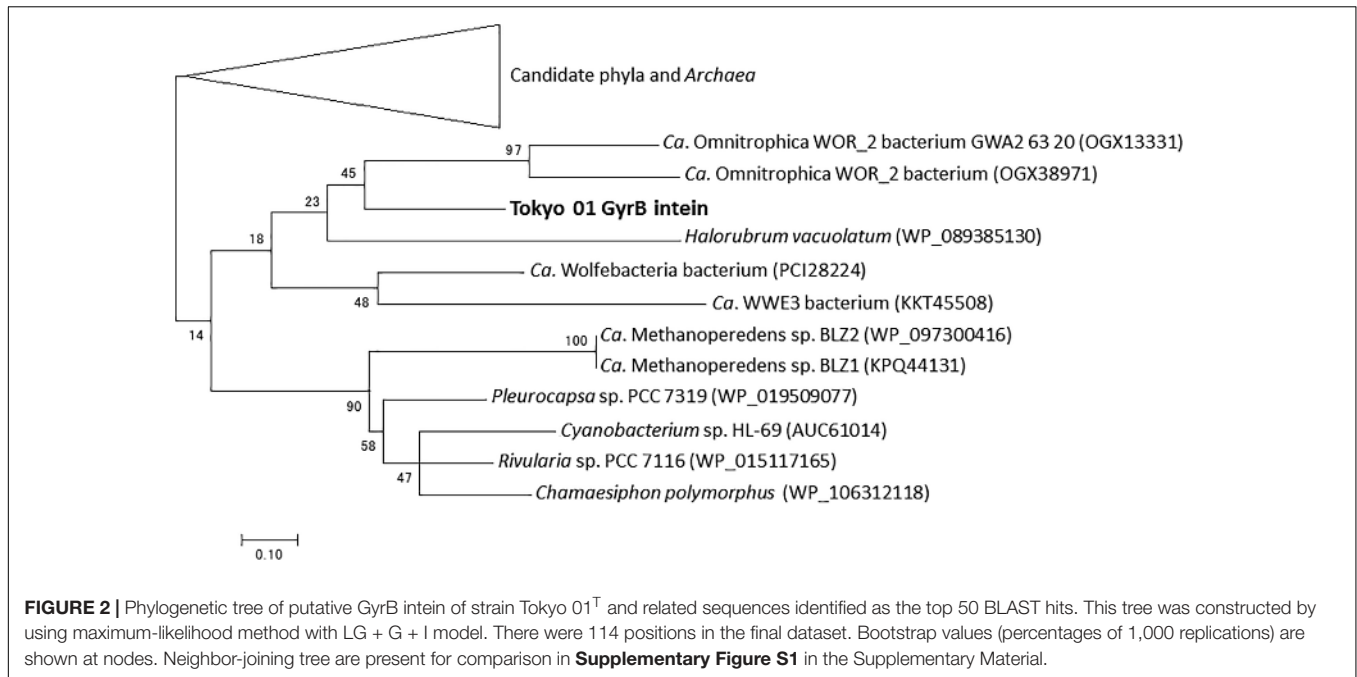 Candidate phyla and Archaea
97
Ca. Omnitrophica WOR_2 bacterium GWA2 63 20 (OGX13331)
Ca. Omnitrophica WOR_2 bacterium (OGX38971)
45
Tokyo 01 GyrB intein
23
Halorubrum vacuolatum (WP_089385130)
18
Ca. Wolfebacteria bacterium (PCI28224)
48
Ca. WWE3 bacterium (KKT45508)
14
Ca. Methanoperedens sp. BLZ2 (WP_097300416)
100
Ca. Methanoperedens sp. BLZ1 (KPQ44131)
90
Pleurocapsa sp. PCC 7319 (WP_019509077)
58
Cyanobacterium sp. HL-69 (AUC61014)
Rivularia sp. PCC 7116 (WP_015117165)
47
Chamaesiphon polymorphus (WP_106312118)
0.10
FIGURE 2 | Phylogenetic tree of putative GyrB intein of strain Tokyo 01T and related sequences identified as the top 50 BLAST hits. This tree was constructed by
using maximum-likelihood method with LG + G + I model. There were 114 positions in the final dataset. Bootstrap values (percentages of 1,000 replications) are
shown at nodes. Neighbor-joining tree are present for comparison in Supplementary Figure S1 in the Supplementary Material.